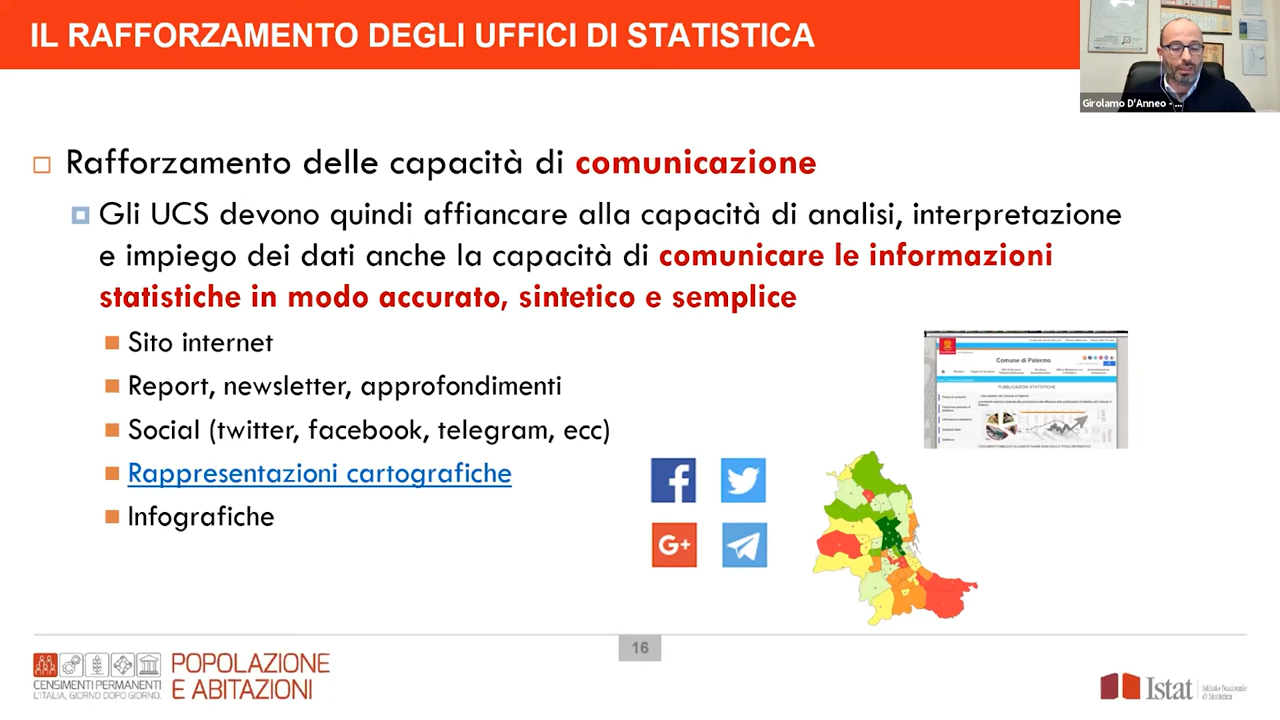 IL RAFFORZAMENTO DEGLI UFFICI DI STATISTICA
Girolamo D'Anneo - ...
Rafforzamento delle capacità di comunicazione
Gli UCS devono quindi affiancare alla capacità di analisi, interpretazione
e impiego dei dati anche la capacità di comunicare le informazioni
statistiche in modo accurato, sintetico e semplice
Sito internet
Report, newsletter, approfondimenti
Social (twitter, facebook, telegram, ecc)
Rappresentazioni cartografiche
Infografiche
Comune di Palermo
PUBBLICAZIONI STATISTICHE
G+
16
CENSIMENTI PERMANENTI
L'ITALIA, GIORNO DOPO GIORNO.
POPOLAZIONE
E ABITAZIONI
Istat
Istituto Nazionale
di Statistica